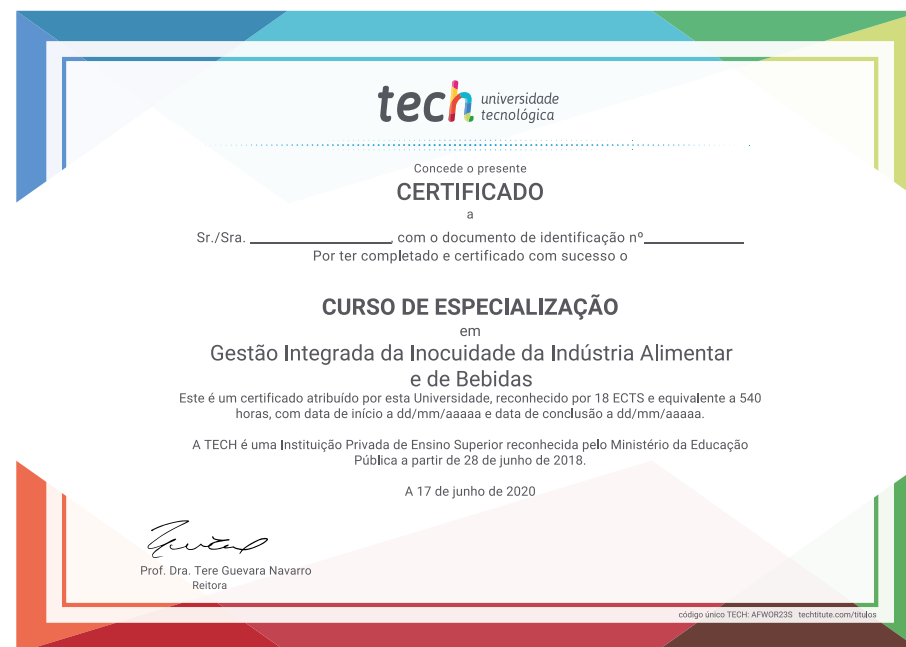 tech universidade
tecnológica
Concede o presente
CERTIFICADO
a
Sr./Sra. ______________, com o documento de identificação nº__________
Por ter completado e certificado com sucesso o
CURSO DE ESPECIALIZAÇÃO
em
Gestão Integrada da Inocuidade da Indústria Alimentar
e de Bebidas
Este é um certificado atribuído por esta Universidade, reconhecido por 18 ECTS e equivalente a 540
horas, com data de início a dd/mm/aaaaa e data de conclusão a dd/mm/aaaaa.
A TECH é uma Instituição Privada de Ensino Superior reconhecida pelo Ministério da Educação
Pública a partir de 28 de junho de 2018.
A 17 de junho de 2020
Prof. Dra. Tere Guevara Navarro
Reitora
código único TECH: AFWOR23S techtitute.com/titulos